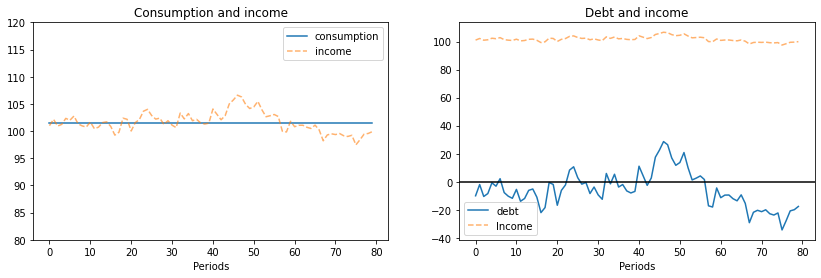 Consumption and income
120
115
110
105
100
95
90
85
80
0 10 20 30 40 50 60 70 80
Periods
consumption
income
Debt and income
100
80
60
40
20
0
−20
−40
0 10 20 30 40 50 60 70 80
Periods
debt
Income